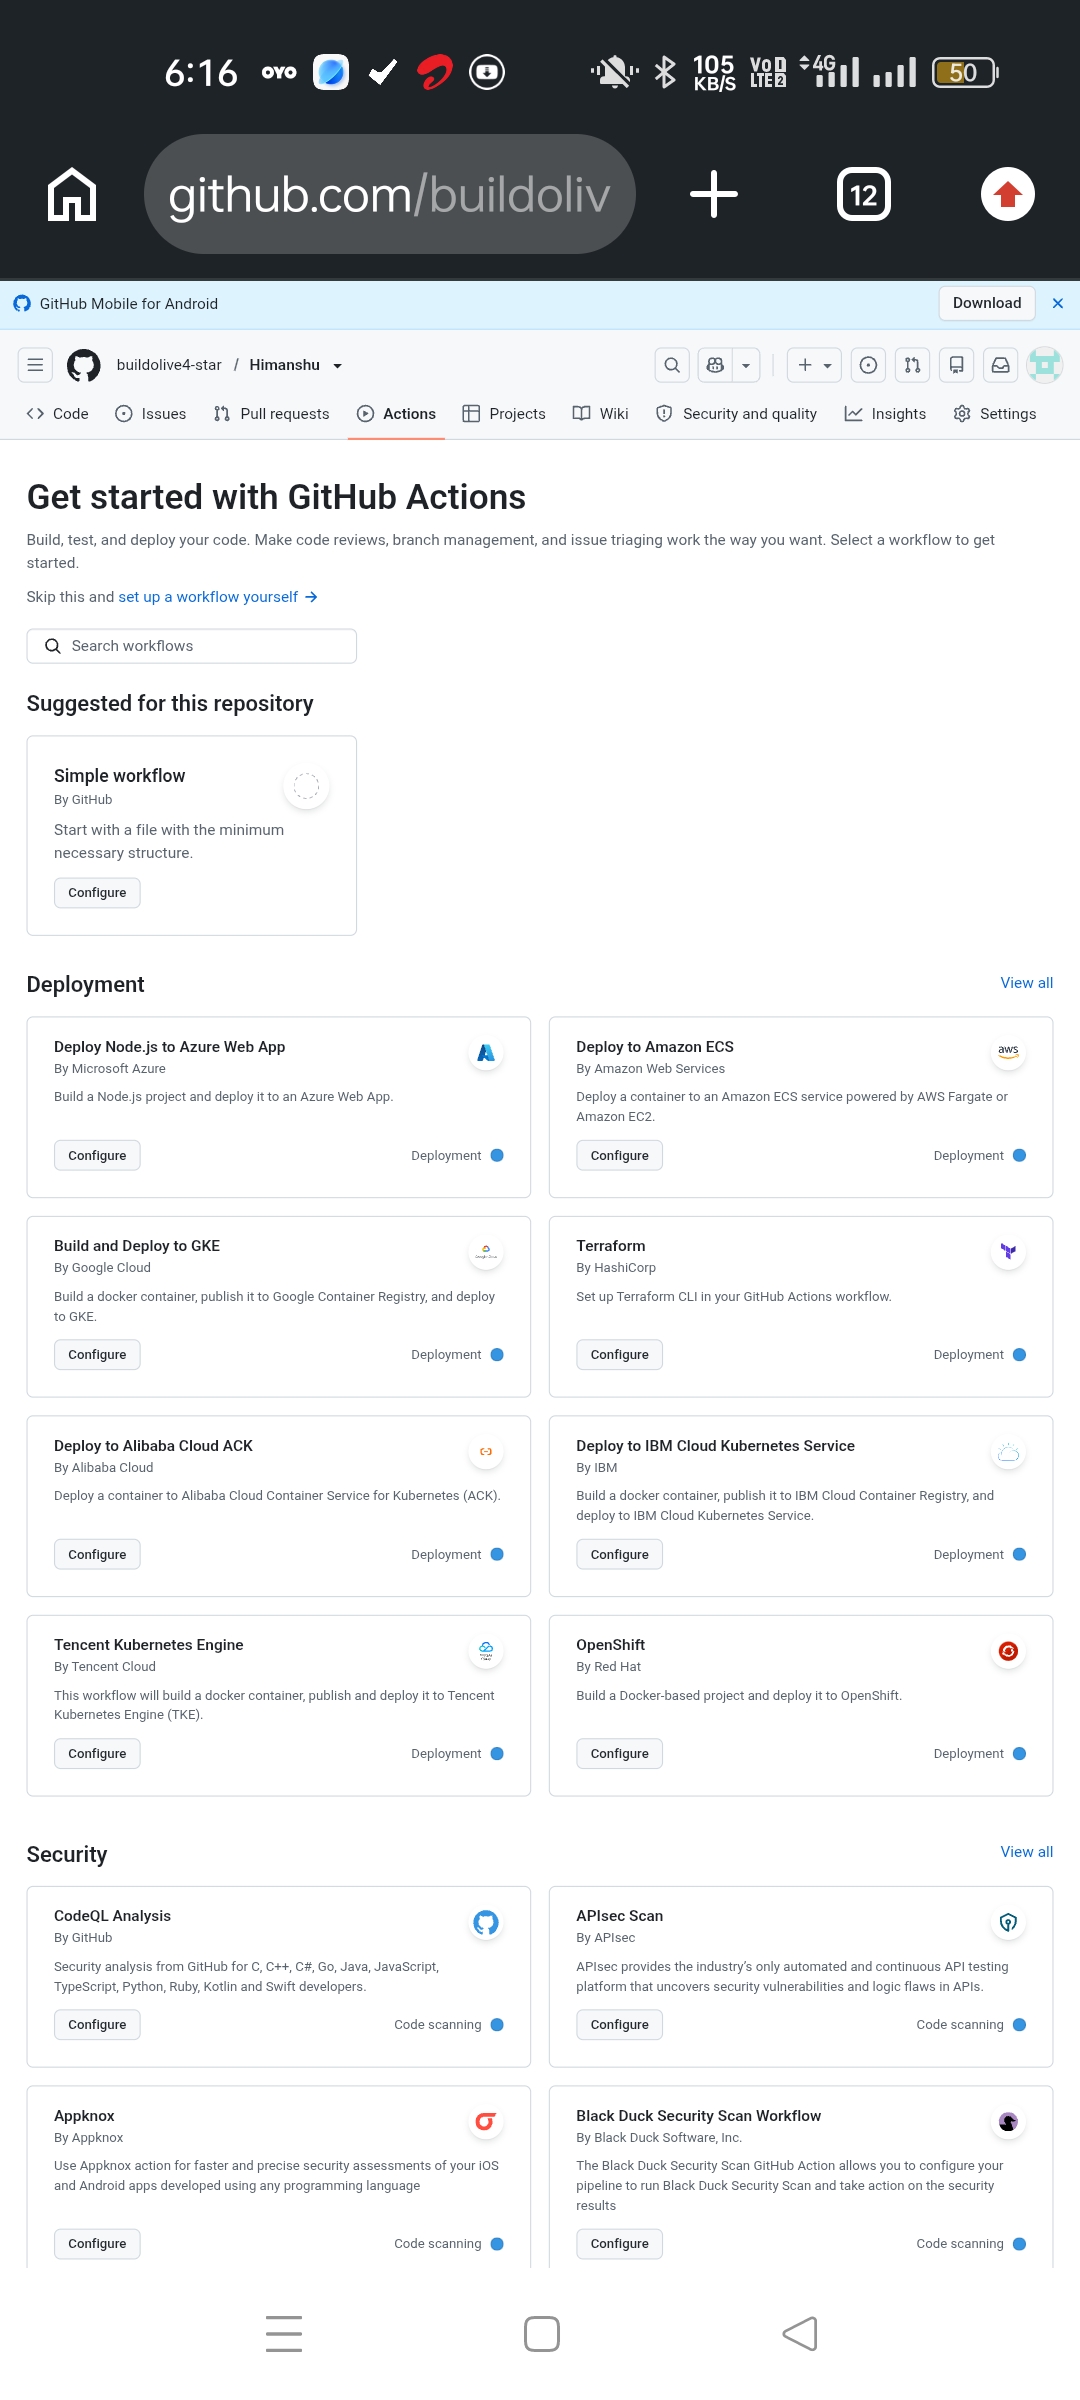 6:16
OYO
105 KB/S
VoD LTE2
4G
50
github.com/buildoliv
12
GitHub Mobile for Android
Download
buildolive4-star / Himanshu
Code Issues Pull requests Actions Projects Wiki Security and quality Insights Settings
Get started with GitHub Actions
Build, test, and deploy your code. Make code reviews, branch management, and issue triaging work the way you want. Select a workflow to get
started.
Skip this and set up a workflow yourself →
Search workflows
Suggested for this repository
Simple workflow
By GitHub
Start with a file with the minimum
necessary structure.
Configure
Deployment View all
Deploy Node.js to Azure Web App
By Microsoft Azure
Build a Node.js project and deploy it to an Azure Web App.
Configure Deployment
Deploy to Amazon ECS
aws
By Amazon Web Services
Deploy a container to an Amazon ECS service powered by AWS Fargate or
Amazon EC2.
Configure Deployment
Build and Deploy to GKE
By Google Cloud
Build a docker container, publish it to Google Container Registry, and deploy
to GKE.
Configure Deployment
Terraform
By HashiCorp
Set up Terraform CLI in your GitHub Actions workflow.
Configure Deployment
Deploy to Alibaba Cloud ACK
By Alibaba Cloud
Deploy a container to Alibaba Cloud Container Service for Kubernetes (ACK).
Configure Deployment
Deploy to IBM Cloud Kubernetes Service
By IBM
Build a docker container, publish it to IBM Cloud Container Registry, and
deploy to IBM Cloud Kubernetes Service.
Configure Deployment
Tencent Kubernetes Engine
By Tencent Cloud
This workflow will build a docker container, publish and deploy it to Tencent
Kubernetes Engine (TKE).
Configure Deployment
OpenShift
By Red Hat
Build a Docker-based project and deploy it to OpenShift.
Configure Deployment
Security View all
CodeQL Analysis
By GitHub
Security analysis from GitHub for C, C++, C#, Go, Java, JavaScript,
TypeScript, Python, Ruby, Kotlin and Swift developers.
Configure Code scanning
APIsec Scan
By APIsec
APIsec provides the industry’s only automated and continuous API testing
platform that uncovers security vulnerabilities and logic flaws in APIs.
Configure Code scanning
Appknox
By Appknox
Use Appknox action for faster and precise security assessments of your iOS
and Android apps developed using any programming language
Configure Code scanning
Black Duck Security Scan Workflow
By Black Duck Software, Inc.
The Black Duck Security Scan GitHub Action allows you to configure your
pipeline to run Black Duck Security Scan and take action on the security
results
Configure Code scanning